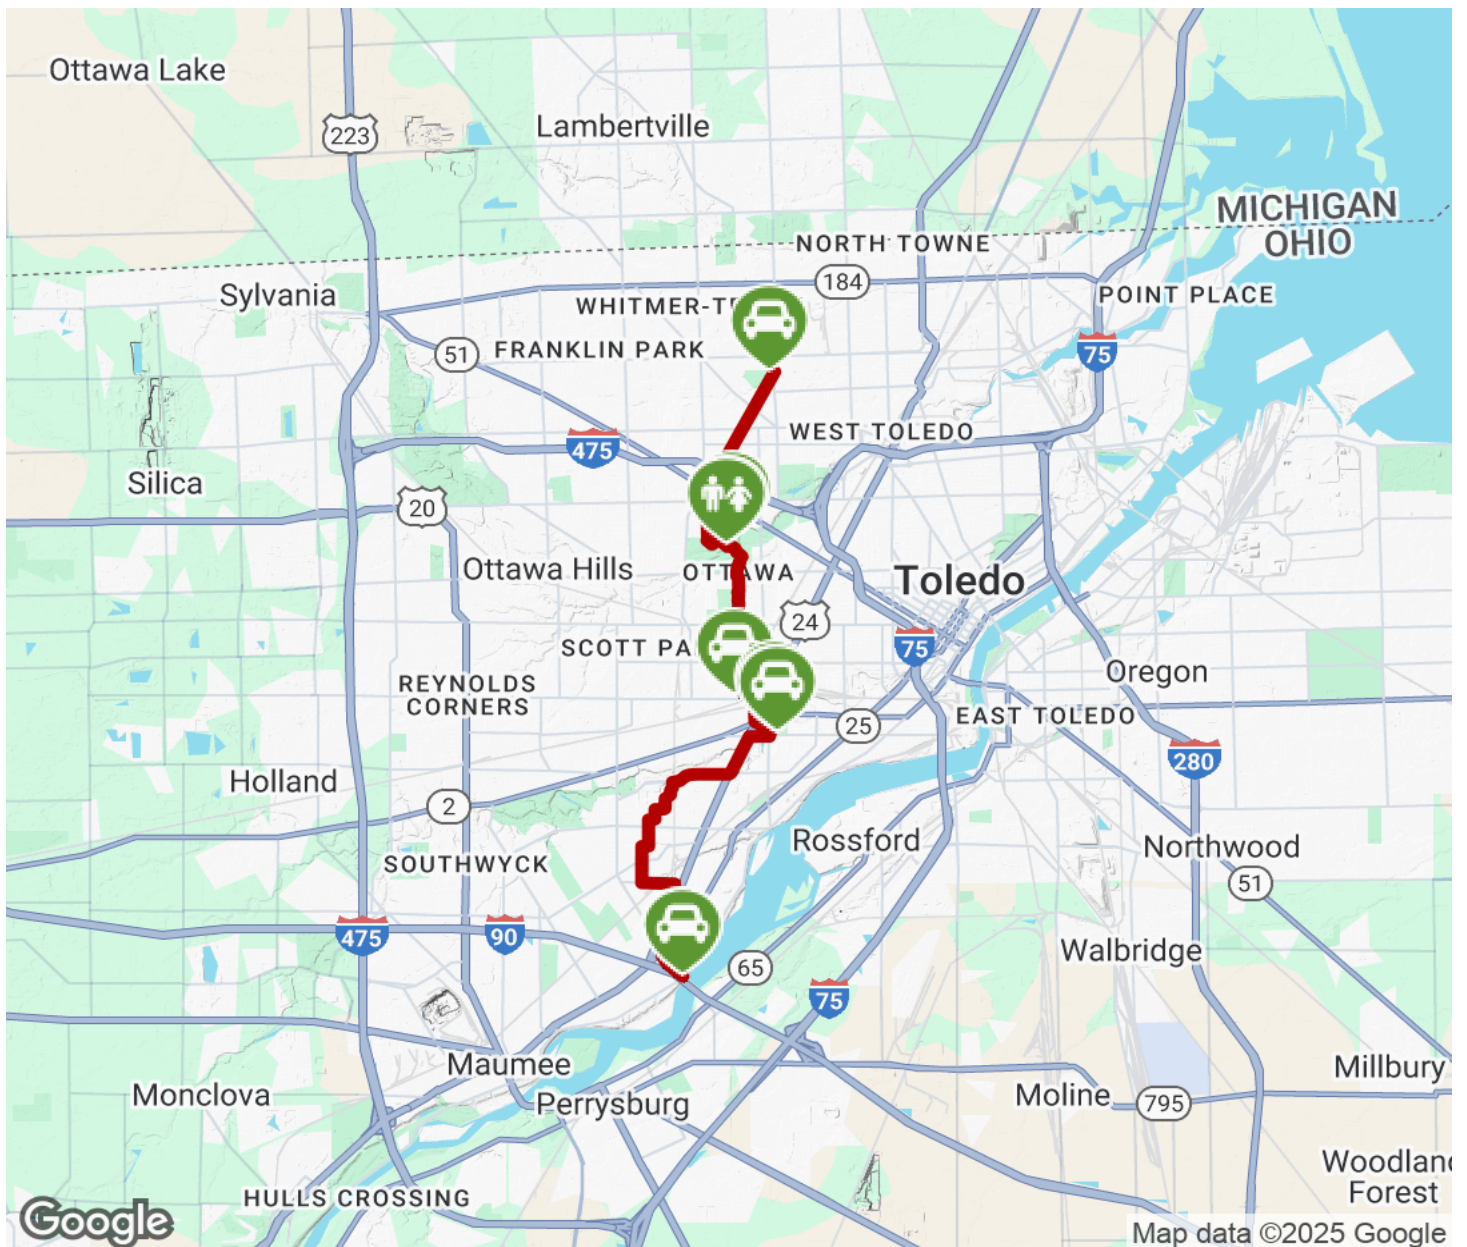 Ottawa Lake
Lambertville
223
MICHIGAN
OHIO
NORTH TOWNE
184
Sylvania
WHITMER-T
POINT PLACE
51
FRANKLIN PARK
75
WEST TOLEDO
475
Silica
20
Ottawa Hills
OTTAWA
Toledo
24
SCOTT PA
75
Oregon
REYNOLDS
CORNERS
25
EAST TOLEDO
280
Holland
2
Rossford
Northwood
SOUTHWYCK
51
475
90
Walbridge
65
75
Maumee
Millbury
Monclova
Perrysburg
Moline
795
Woodlan
Forest
HULLS CROSSING
Google
Map data ©2025 Google